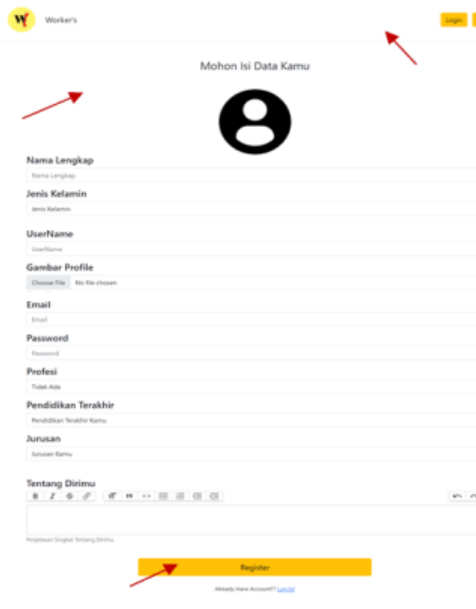 W Worker's Login
Mohon Isi Data Kamu
Nama Lengkap
Nama Lengkap
Jenis Kelamin
Jenis Kelamin
UserName
UserName
Gambar Profile
Choose File No file chosen
Email
Email
Password
Password
Profesi
Tidak Ada
Pendidikan Terakhir
Pendidikan Terakhir Kamu
Jurusan
Jurusan Kamu
Tentang Dirimu
B I S
Penjelasan Singkat Tentang Dirimu
Register
Already Have Account?? Log In!